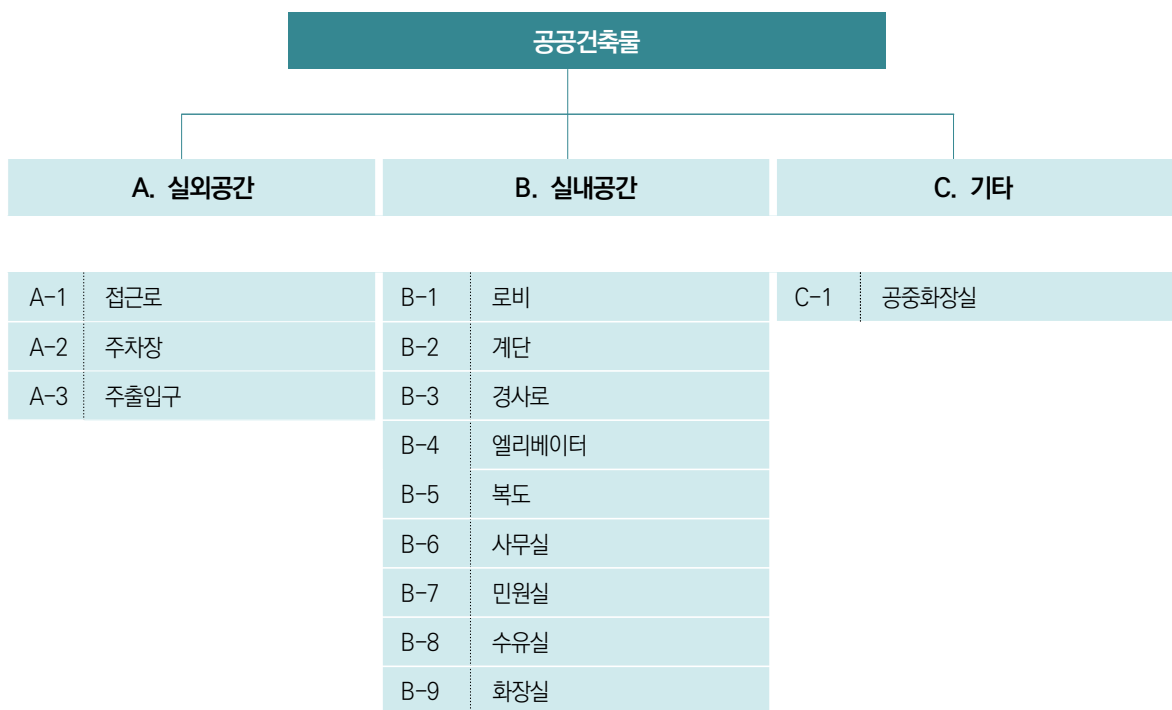 공공건축물
A. 실외공간
B. 실내공간
C. 기타
A-1 접근로
A-2 주차장
A-3 주출입구
B-1 로비
B-2 계단
B-3 경사로
B-4 엘리베이터
B-5 복도
B-6 사무실
B-7 민원실
B-8 수유실
B-9 화장실
C-1 공중화장실